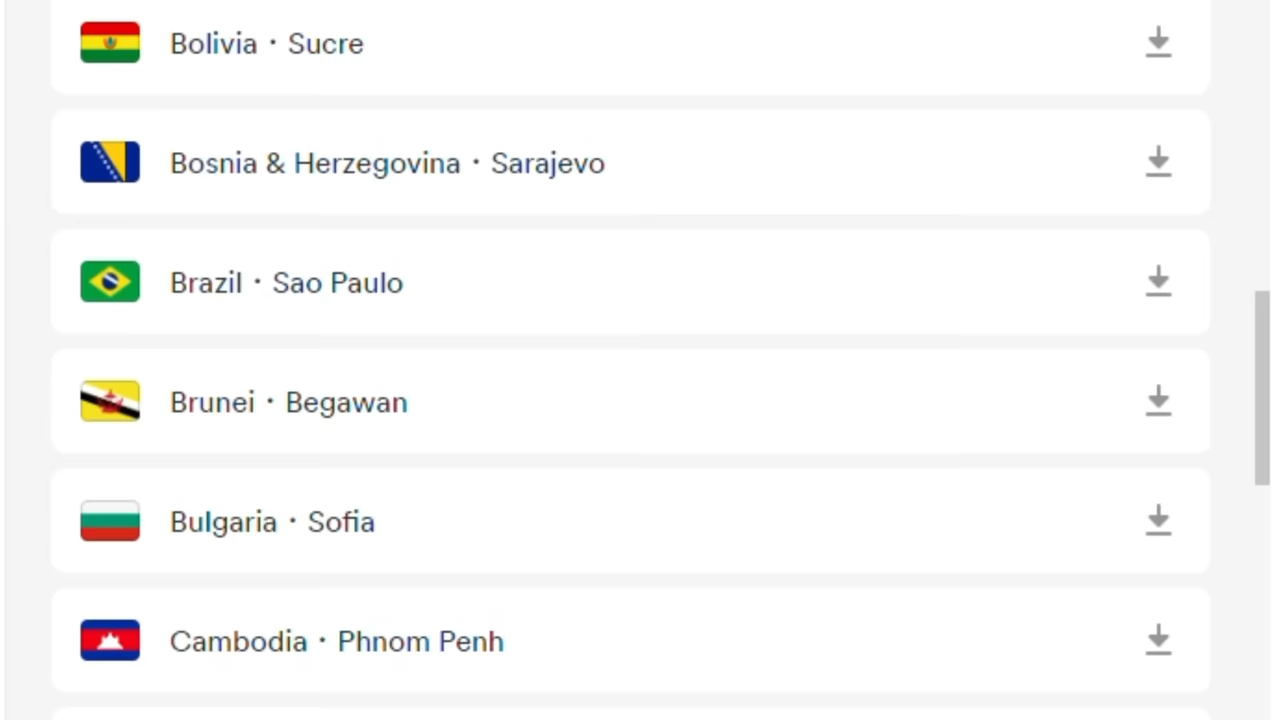 Bolivia · Sucre
Bosnia & Herzegovina · Sarajevo
Brazil · Sao Paulo
Brunei · Begawan
Bulgaria · Sofia
Cambodia · Phnom Penh